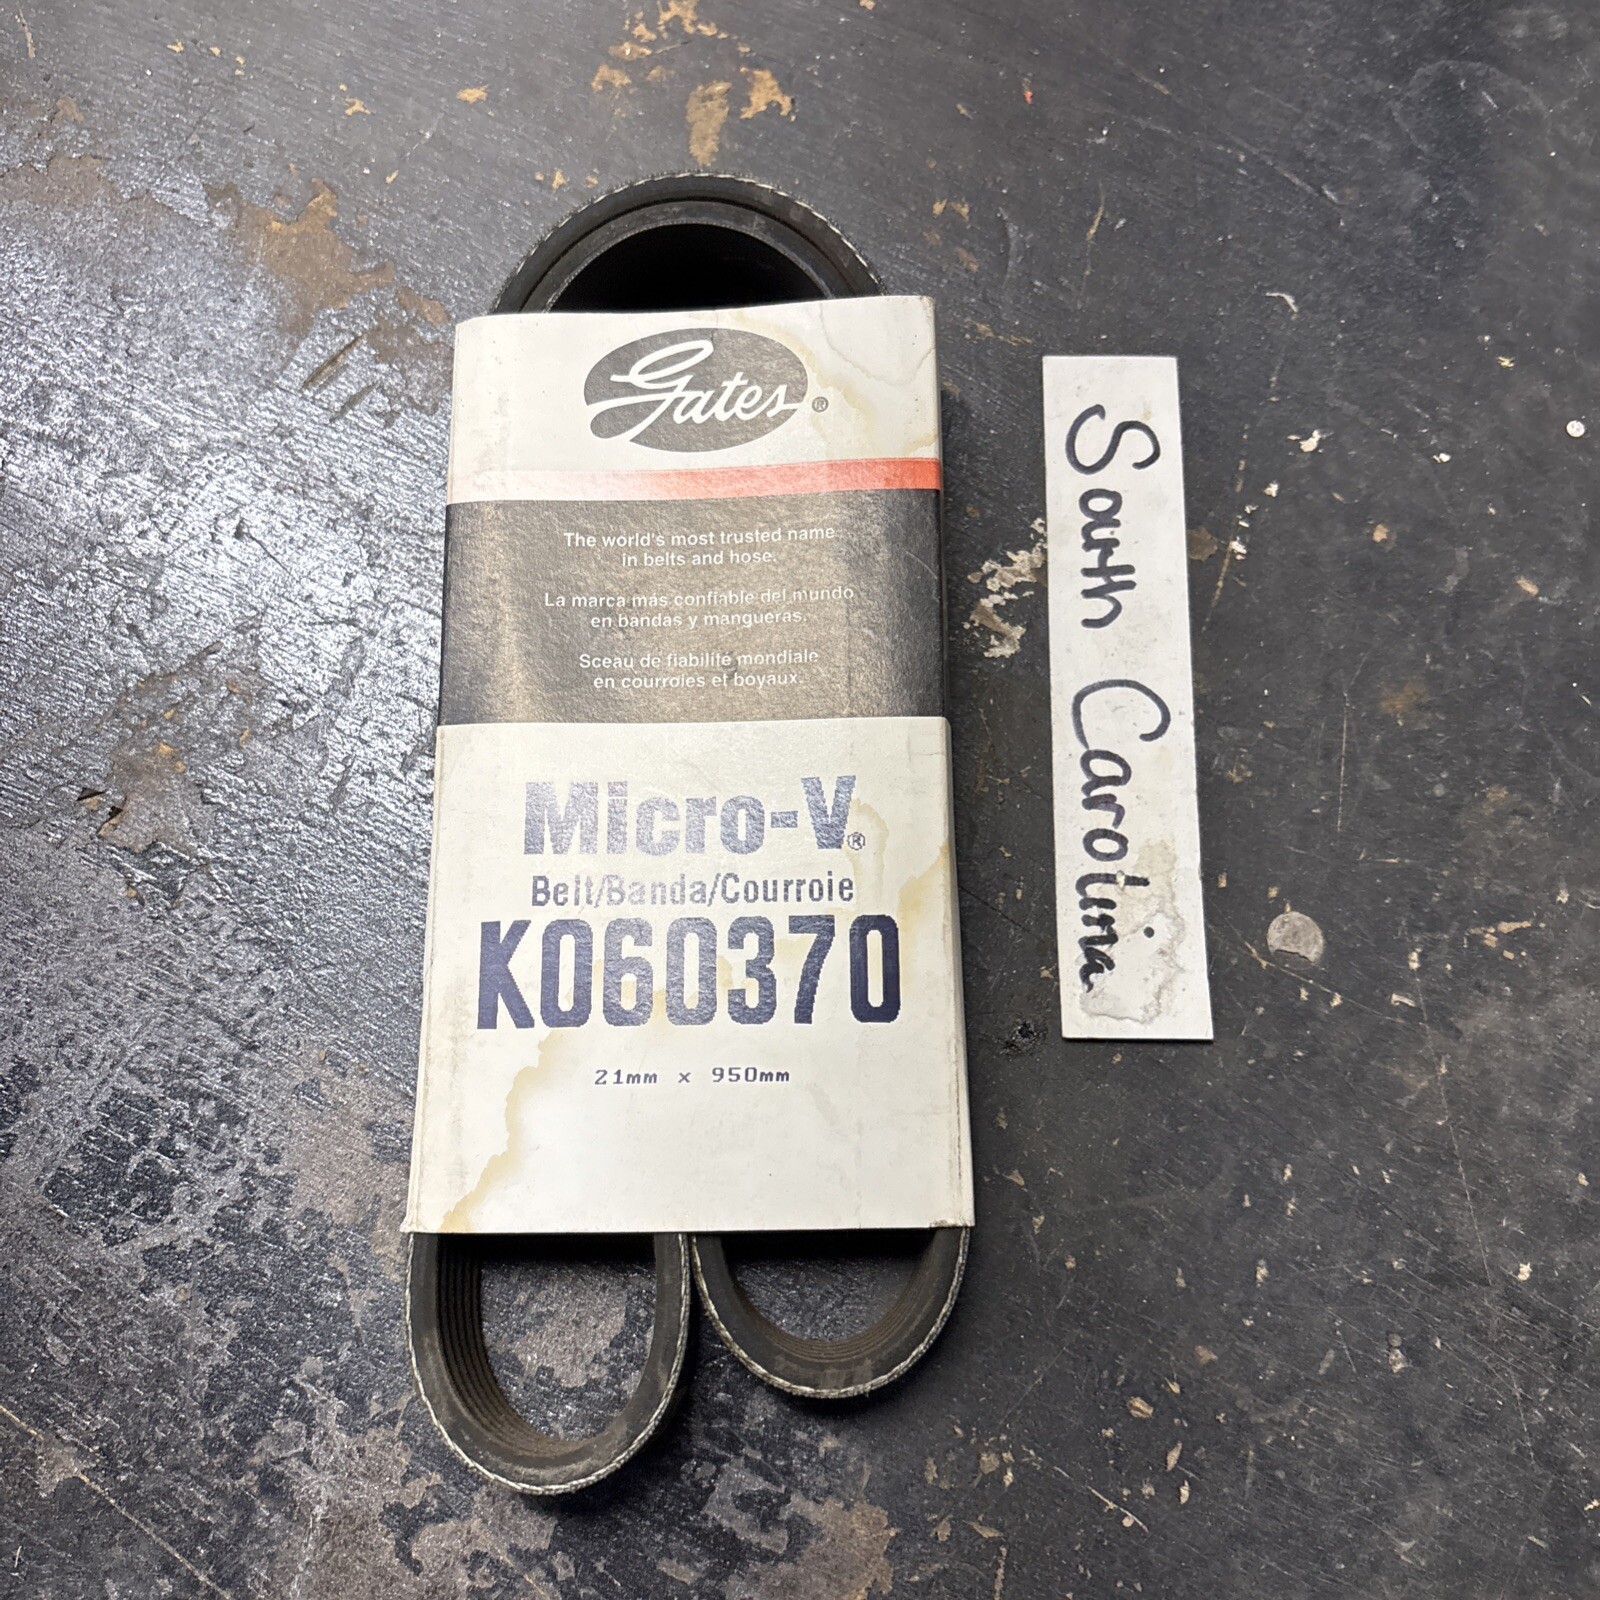 Gates®
The world's most trusted name
in belts and hose.
La marca más confiable del mundo
en bandas y mangueras.
Sceau de fiabilité mondiale
en courroies et boyaux.
Micro-V®
Belt/Banda/Courroie
K060370
21mm x 950mm
South Carolina